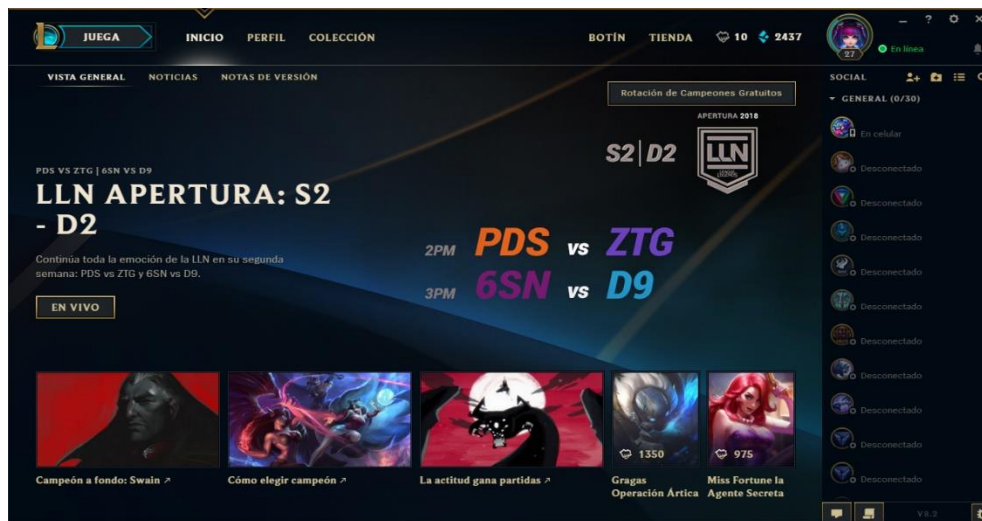 JUEGA
INICIO PERFIL COLECCIÓN
BOTÍN TIENDA 10 2437
27
En línea
VISTA GENERAL NOTICIAS NOTAS DE VERSIÓN
Rotación de Campeones Gratuitos
SOCIAL
GENERAL (0/30)
En celular
Desconectado
Desconectado
Desconectado
Desconectado
Desconectado
Desconectado
Desconectado
Desconectado
Desconectado
Desconectado
APERTURA 2018
S2|D2
LLN
PDS VS ZTG | 6SN VS D9
LLN APERTURA: S2
- D2
Continúa toda la emoción de la LLN en su segunda
semana: PDS vs ZTG y 6SN vs D9.
EN VIVO
2PM PDS vs ZTG
3PM 6SN vs D9
1350
975
Campeón a fondo: Swain
Cómo elegir campeón
La actitud gana partidas
Gragas
Operación Ártica
Miss Fortune la
Agente Secreta
V8.2